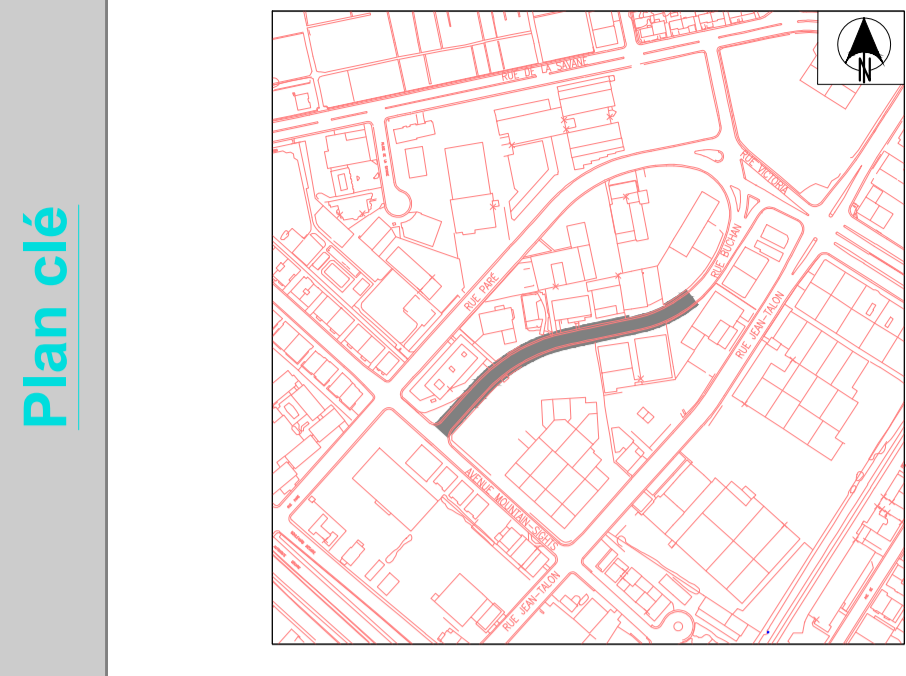 Plan clé
N
RUE DE LA SAVANE
RUE VICTORIA
RUE BUCHAN
RUE PARÉ
RUE JEAN-TALON
AVENUE MOUNTAIN-SIGHTS
RUE JEAN-TALON